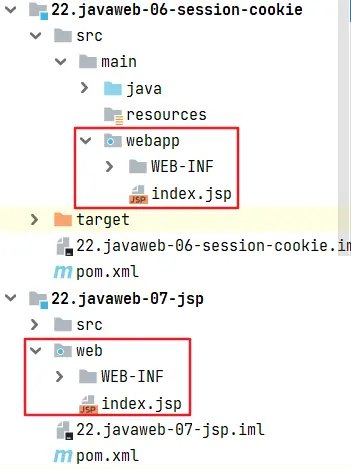 22.javaweb-06-session-cookie
src
main
java
resources
webapp
WEB-INF
JSP index.jsp
target
22.javaweb-06-session-cookie.im
m pom.xml
22.javaweb-07-jsp
src
web
WEB-INF
JSP index.jsp
22.javaweb-07-jsp.iml
m pom.xml